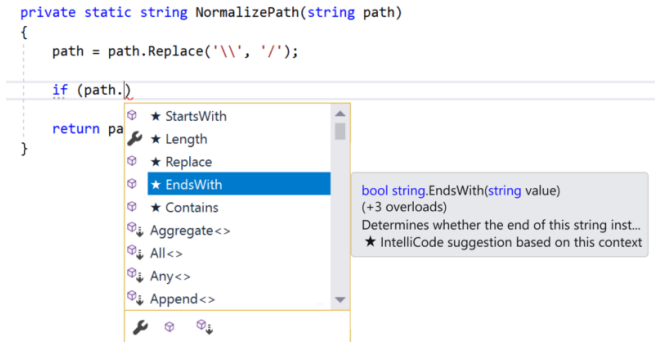 private static string NormalizePath(string path)
{
path = path.Replace('\\', '/');
if (path.)
★ StartsWith
★ Length
★ Replace
★ EndsWith
★ Contains
Aggregate<>
All<>
Any<>
Append<>
bool string.EndsWith(string value)
(+3 overloads)
Determines whether the end of this string inst...
★ IntelliCode suggestion based on this context
return pa
}